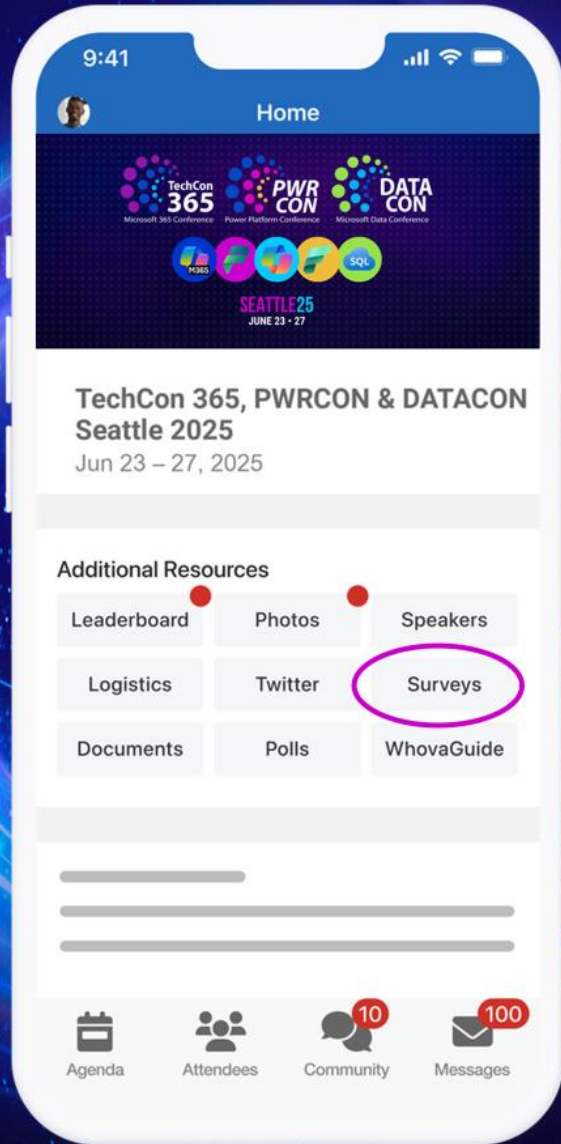 9:41
Home
TechCon
365
Microsoft 365 Conference
PWR
CON
Power Platform Conference
DATA
CON
Microsoft Data Conference
M365
SQL
SEATTLE25
JUNE 23 - 27
TechCon 365, PWRCON & DATACON
Seattle 2025
Jun 23 – 27, 2025
Additional Resources
Leaderboard Photos Speakers
Logistics Twitter Surveys
Documents Polls WhovaGuide
10 100
Agenda Attendees Community Messages